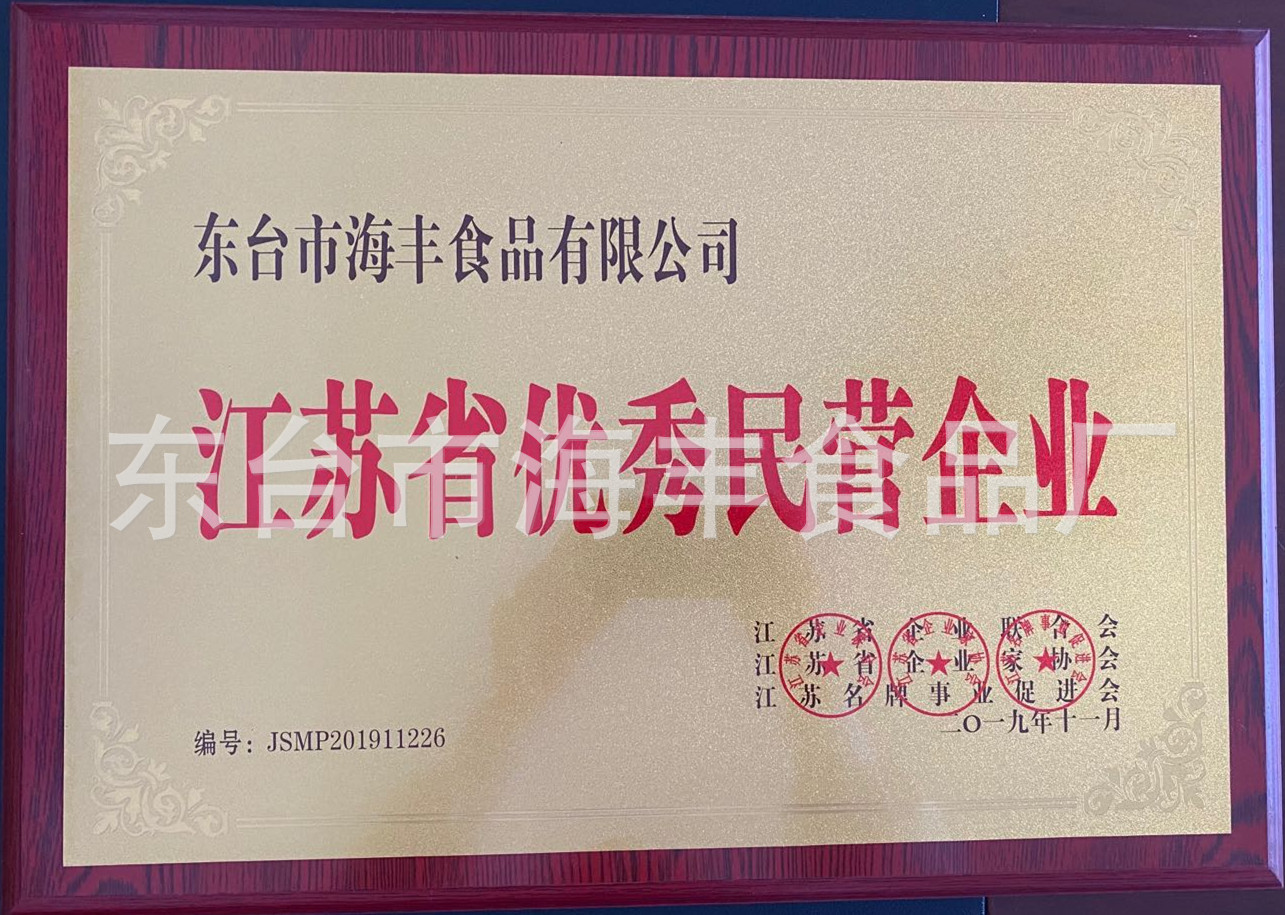 东台市海丰食品有限公司
江苏省优秀民营企业
东台市海丰食品厂
江苏省企业联合会
江苏省企业家协会
江苏名牌事业促进会
二〇一九年十一月
编号：JSMP201911226